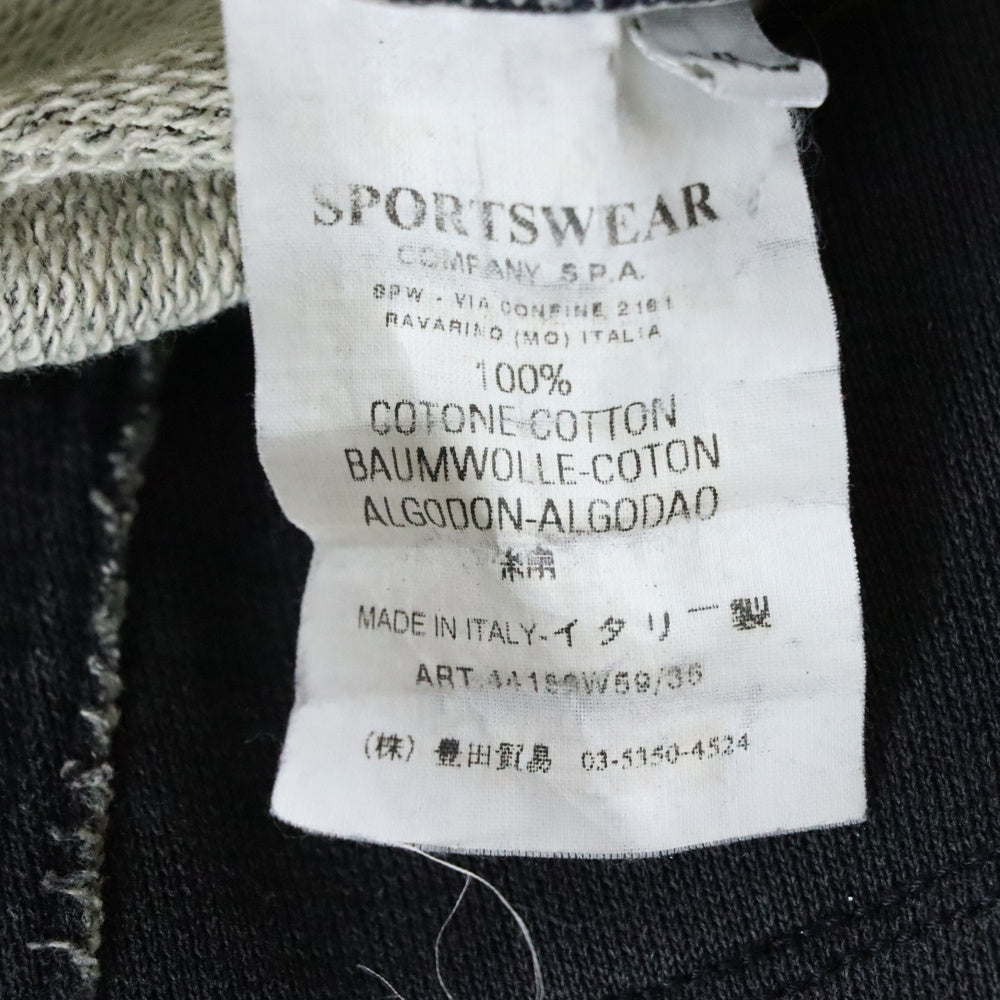 SPORTSWEAR
COMPANY S.P.A.
SPW - VIA CONFINE 2161
RAVARINO (MO) ITALIA
100%
COTONE-COTTON
BAUMWOLLE-COTON
ALGODON-ALGODAO
綿
MADE IN ITALY-イタリー製
ART.
(株) 豊田貿易 03-5350-4524